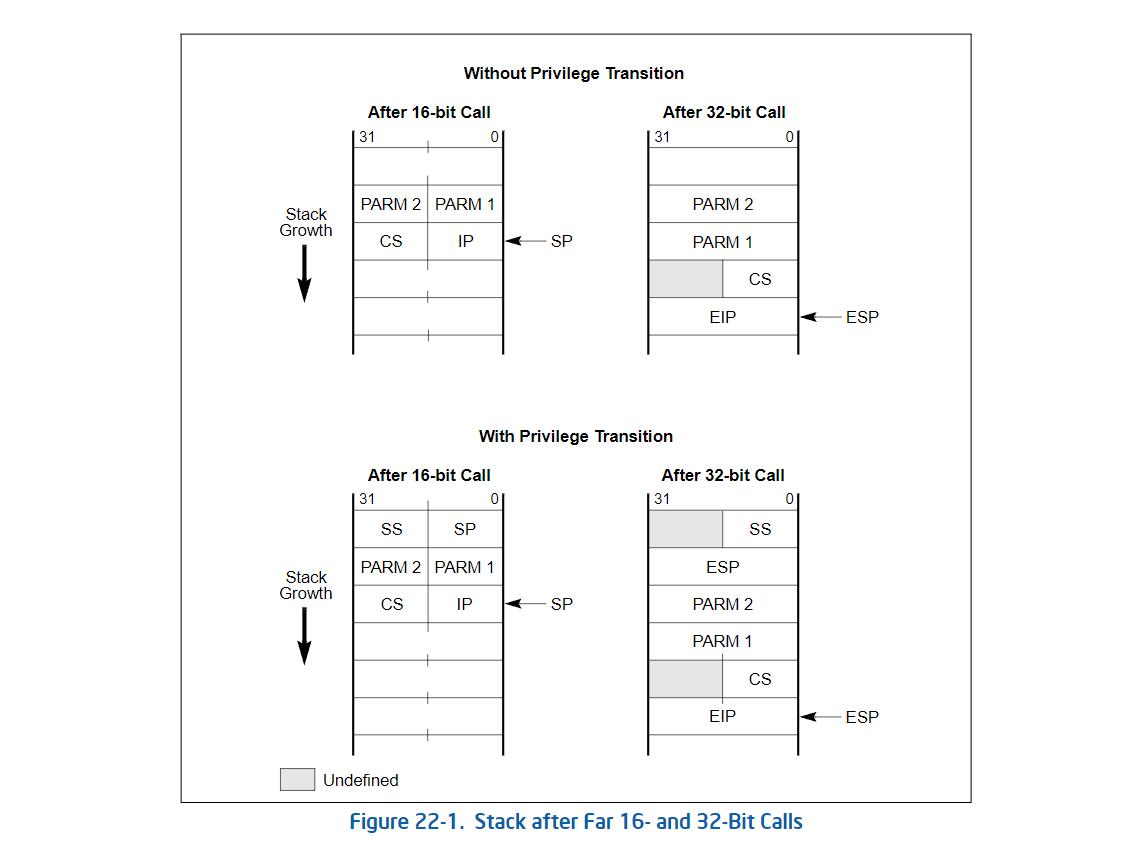 Without Privilege Transition
After 16-bit Call
After 32-bit Call
31 0
31 0
PARM 2 PARM 1
PARM 2
Stack
Growth
CS IP SP
PARM 1
CS
EIP ESP
With Privilege Transition
After 16-bit Call
After 32-bit Call
31 0
31 0
SS SP
SS
PARM 2 PARM 1
ESP
Stack
Growth
CS IP SP
PARM 2
PARM 1
CS
EIP ESP
Undefined
Figure 22-1. Stack after Far 16- and 32-Bit Calls